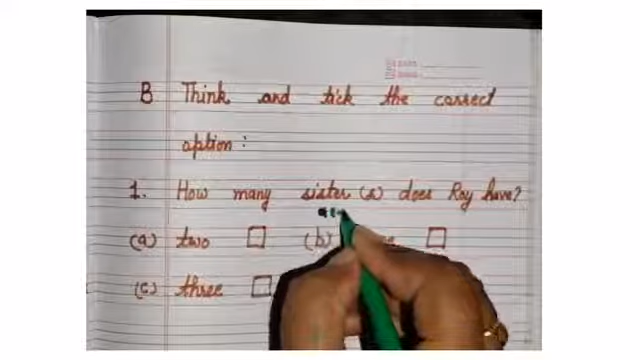 B Think and tick the correct
option :
1. How many sister (s) does Roy have?
(a) two (b)
(c) three